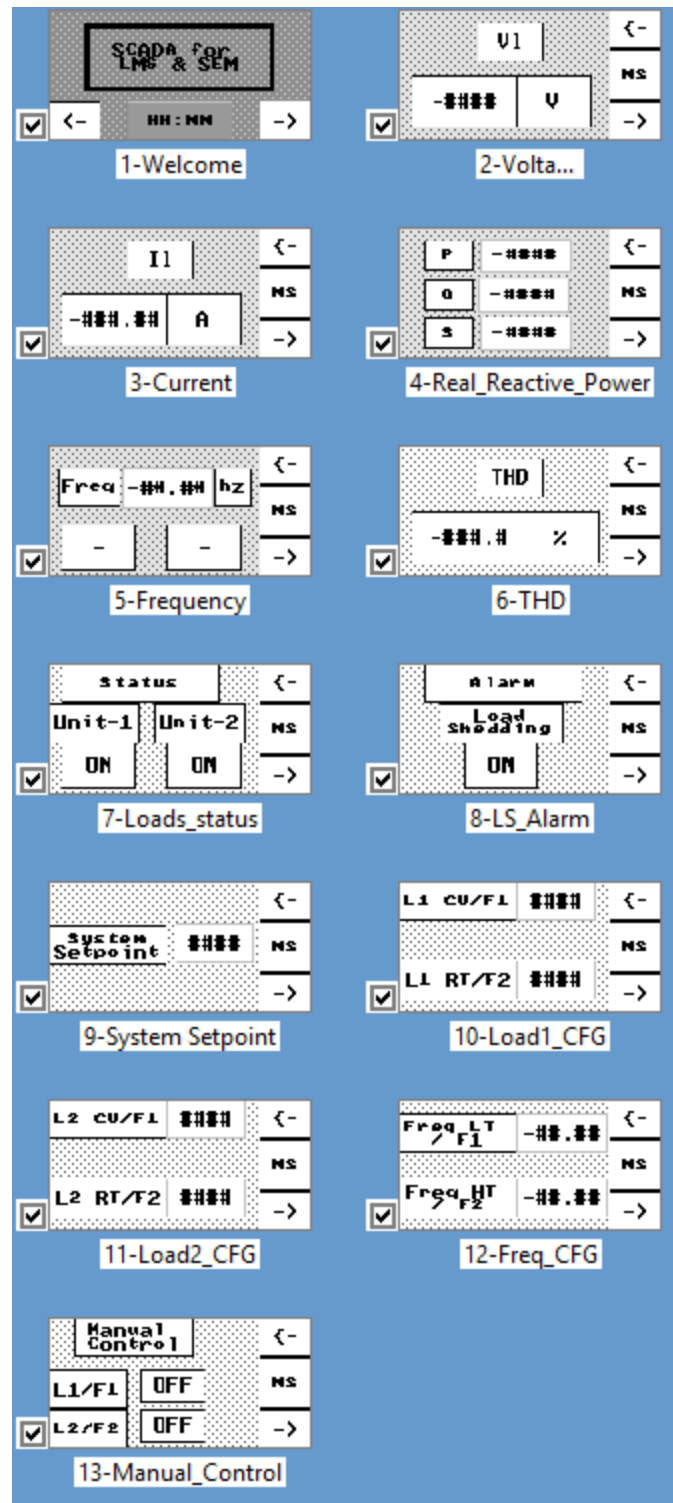 SCADA for
LMS & SEM
<- HH:MM ->
1-Welcome
V1
-#### V
<-
MS
->
2-Volta...
I1
-###.## A
<-
MS
->
3-Current
P -####
Q -####
S -####
<-
MS
->
4-Real_Reactive_Power
Freq -##.## hz
- -
<-
MS
->
5-Frequency
THD
-###.# %
<-
MS
->
6-THD
Status
Unit-1 Unit-2
ON ON
<-
MS
->
7-Loads_status
Alarm
Load
Shedding
ON
<-
MS
->
8-LS_Alarm
System
Setpoint ####
<-
MS
->
9-System Setpoint
L1 CV/F1 ####
L1 RT/F2 ####
<-
MS
->
10-Load1_CFG
L2 CV/F1 ####
L2 RT/F2 ####
<-
MS
->
11-Load2_CFG
Freq_LT
/F1 -##.##
Freq_HT
/F2 -##.##
<-
MS
->
12-Freq_CFG
Manual
Control
L1/F1 OFF
L2/F2 OFF
<-
MS
->
13-Manual_Control